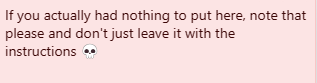 If you actually had nothing to put here, note that
please and don't just leave it with the
instructions 💀